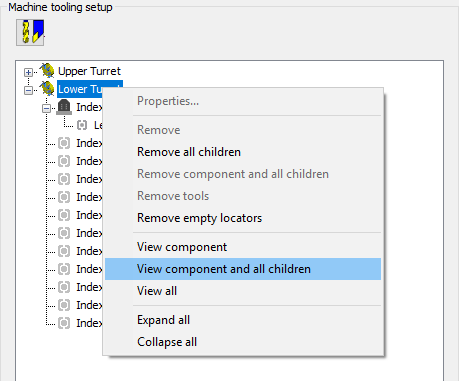 Machine tooling setup
Upper Turret
Lower Turret
Index
Le
Index
Index
Index
Index
Index
Index
Index
Index
Index
Index
Index
Properties...
Remove
Remove all children
Remove component and all children
Remove tools
Remove empty locators
View component
View component and all children
View all
Expand all
Collapse all